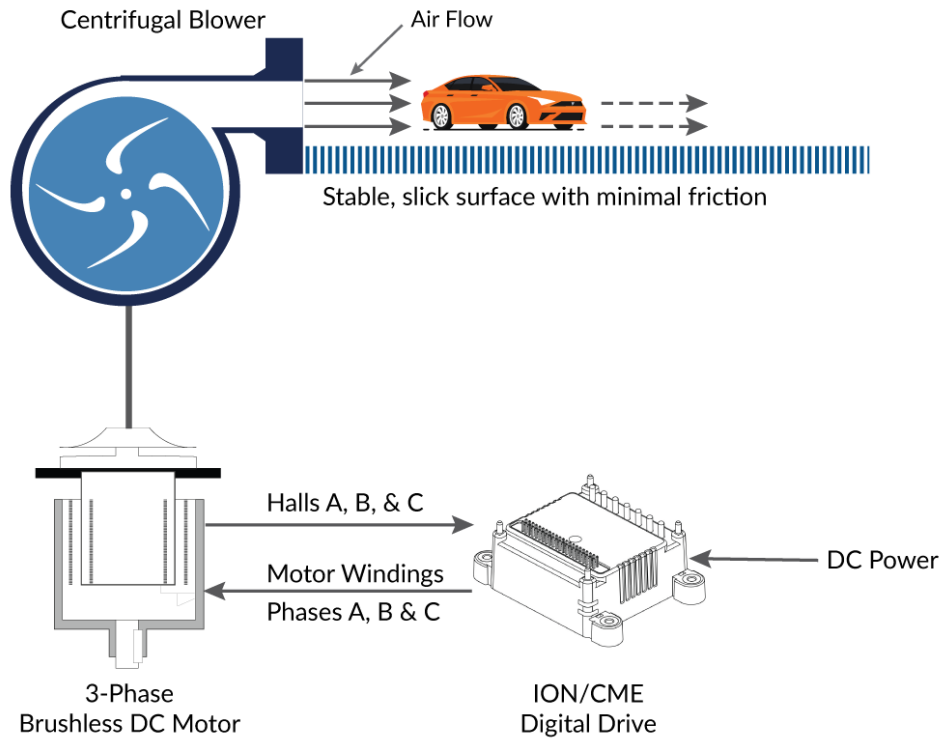 Centrifugal Blower
Air Flow
Stable, slick surface with minimal friction
Halls A, B, & C
DC Power
Motor Windings
Phases A, B & C
3-Phase
Brushless DC Motor
ION/CME
Digital Drive